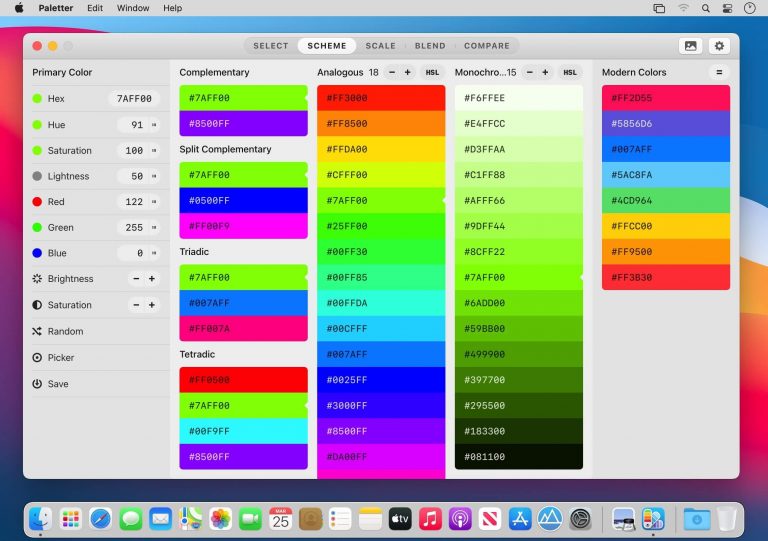 Paletter Edit Window Help
SELECT SCHEME SCALE BLEND COMPARE
Primary Color
Hex 7AFF00
Hue 91
Saturation 100
Lightness 50
Red 122
Green 255
Blue 0
Brightness − +
Saturation − +
Random
Picker
Save
Complementary
#7AFF00
#8500FF
Split Complementary
#7AFF00
#0500FF
#FF00F9
Triadic
#7AFF00
#007AFF
#FF007A
Tetradic
#FF0500
#7AFF00
#00F9FF
#8500FF
Analogous 18 − + HSL
#FF3000
#FF8500
#FFDA00
#CFFF00
#7AFF00
#25FF00
#00FF30
#00FF85
#00FFDA
#00CFFF
#007AFF
#0025FF
#3000FF
#8500FF
#DA00FF
Monochro...15 − + HSL
#F6FFEE
#E4FFCC
#D3FFAA
#C1FF88
#AFFF66
#9DFF44
#8CFF22
#7AFF00
#6ADD00
#59BB00
#499900
#397700
#295500
#183300
#081100
Modern Colors =
#FF2D55
#5856D6
#007AFF
#5AC8FA
#4CD964
#FFCC00
#FF9500
#FF3B30
MAR
25
tv